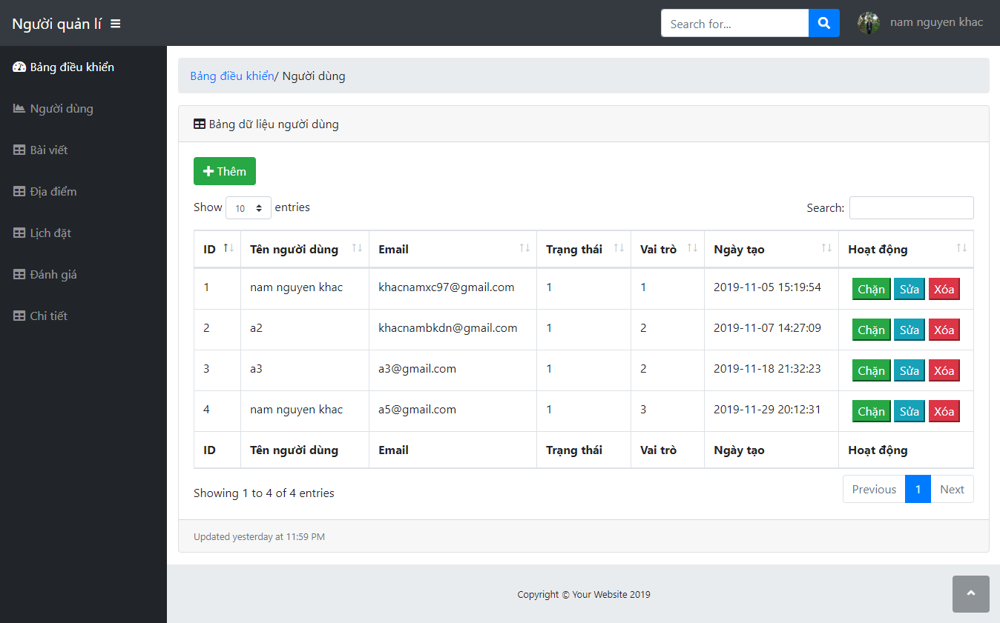 Người quản lí
Search for...
nam nguyen khac
Bảng điều khiển
Người dùng
Bài viết
Địa điểm
Lịch đặt
Đánh giá
Chi tiết
Bảng điều khiển/ Người dùng
Bảng dữ liệu người dùng
Thêm
Show 10 entries
Search:
ID Tên người dùng Email Trạng thái Vai trò Ngày tạo Hoạt động
1 nam nguyen khac khacnamxc97@gmail.com 1 1 2019-11-05 15:19:54 Chặn Sửa Xóa
2 a2 khacnambkdn@gmail.com 1 2 2019-11-07 14:27:09 Chặn Sửa Xóa
3 a3 a3@gmail.com 1 2 2019-11-18 21:32:23 Chặn Sửa Xóa
4 nam nguyen khac a5@gmail.com 1 3 2019-11-29 20:12:31 Chặn Sửa Xóa
ID Tên người dùng Email Trạng thái Vai trò Ngày tạo Hoạt động
Showing 1 to 4 of 4 entries
Previous 1 Next
Updated yesterday at 11:59 PM
Copyright © Your Website 2019